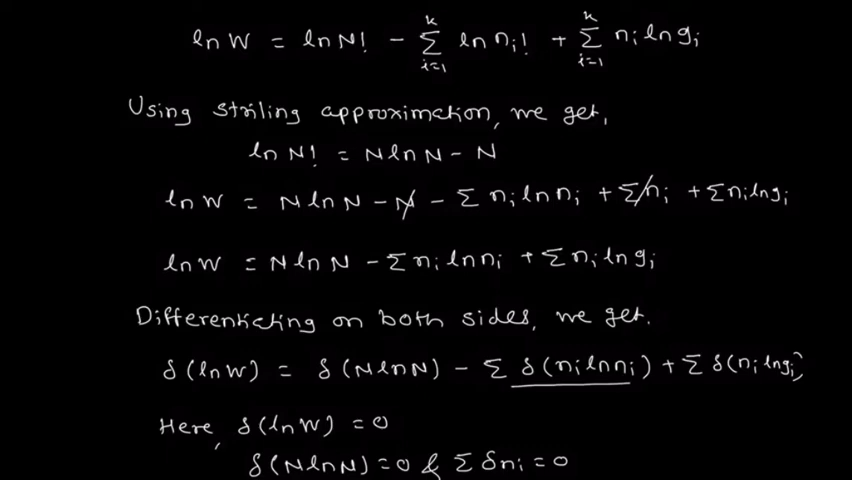 ln W = ln N! - Σ_{i=1}^{k} ln n_i! + Σ_{i=1}^{k} n_i ln g_i
Using striling approximation, we get,
ln N! = N ln N - N
ln W = N ln N - N - Σ n_i ln n_i + Σ n_i + Σ n_i ln g_i
ln W = N ln N - Σ n_i ln n_i + Σ n_i ln g_i
Differentiating on both sides, we get.
δ(ln W) = δ(N ln N) - Σ δ(n_i ln n_i) + Σ δ(n_i ln g_i)
Here, δ(ln W) = 0
δ(N ln N) = 0 & Σ δn_i = 0